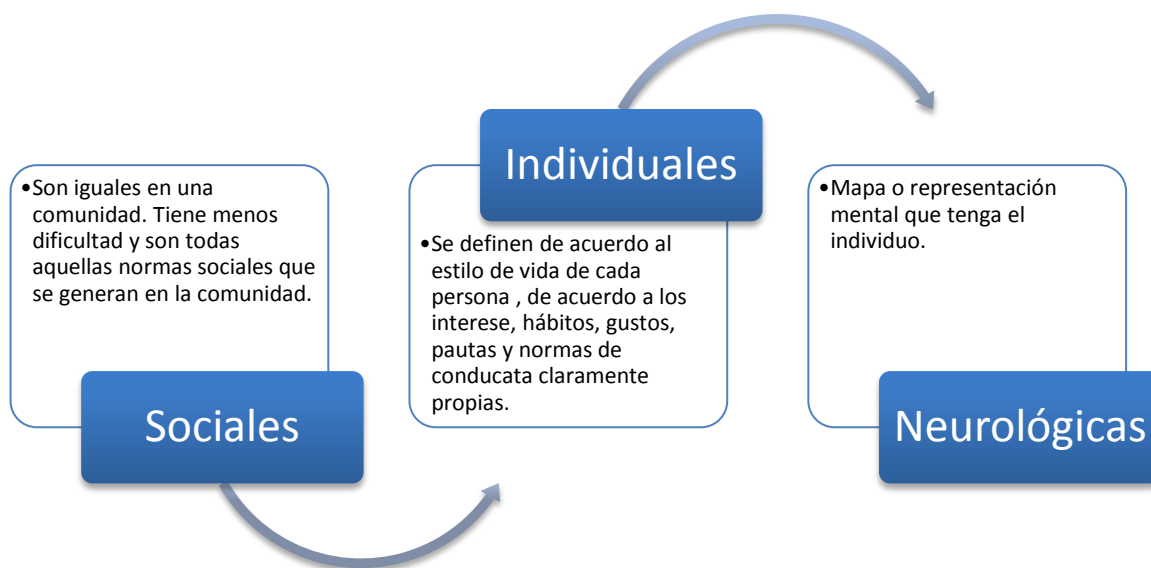 •Son iguales en una
comunidad. Tiene menos
dificultad y son todas
aquellas normas sociales que
se generan en la comunidad.
Sociales
Individuales
•Se definen de acuerdo al
estilo de vida de cada
persona , de acuerdo a los
interese, hábitos, gustos,
pautas y normas de
conducata claramente
propias.
•Mapa o representación
mental que tenga el
individuo.
Neurológicas